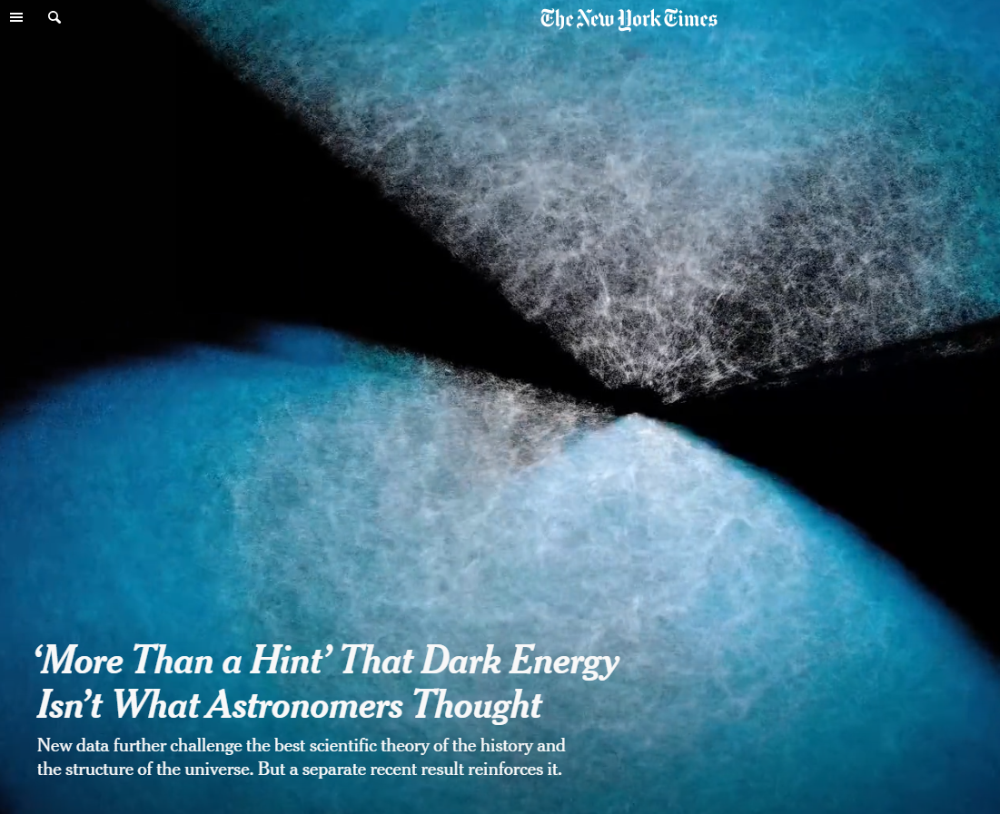 The New York Times
‘More Than a Hint’ That Dark Energy
Isn’t What Astronomers Thought
New data further challenge the best scientific theory of the history and
the structure of the universe. But a separate recent result reinforces it.